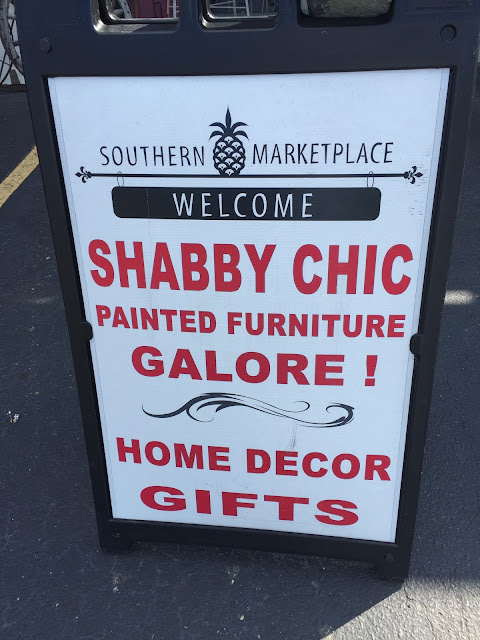 SOUTHERN MARKETPLACE
WELCOME
SHABBY CHIC
PAINTED FURNITURE
GALORE !
HOME DECOR
GIFTS